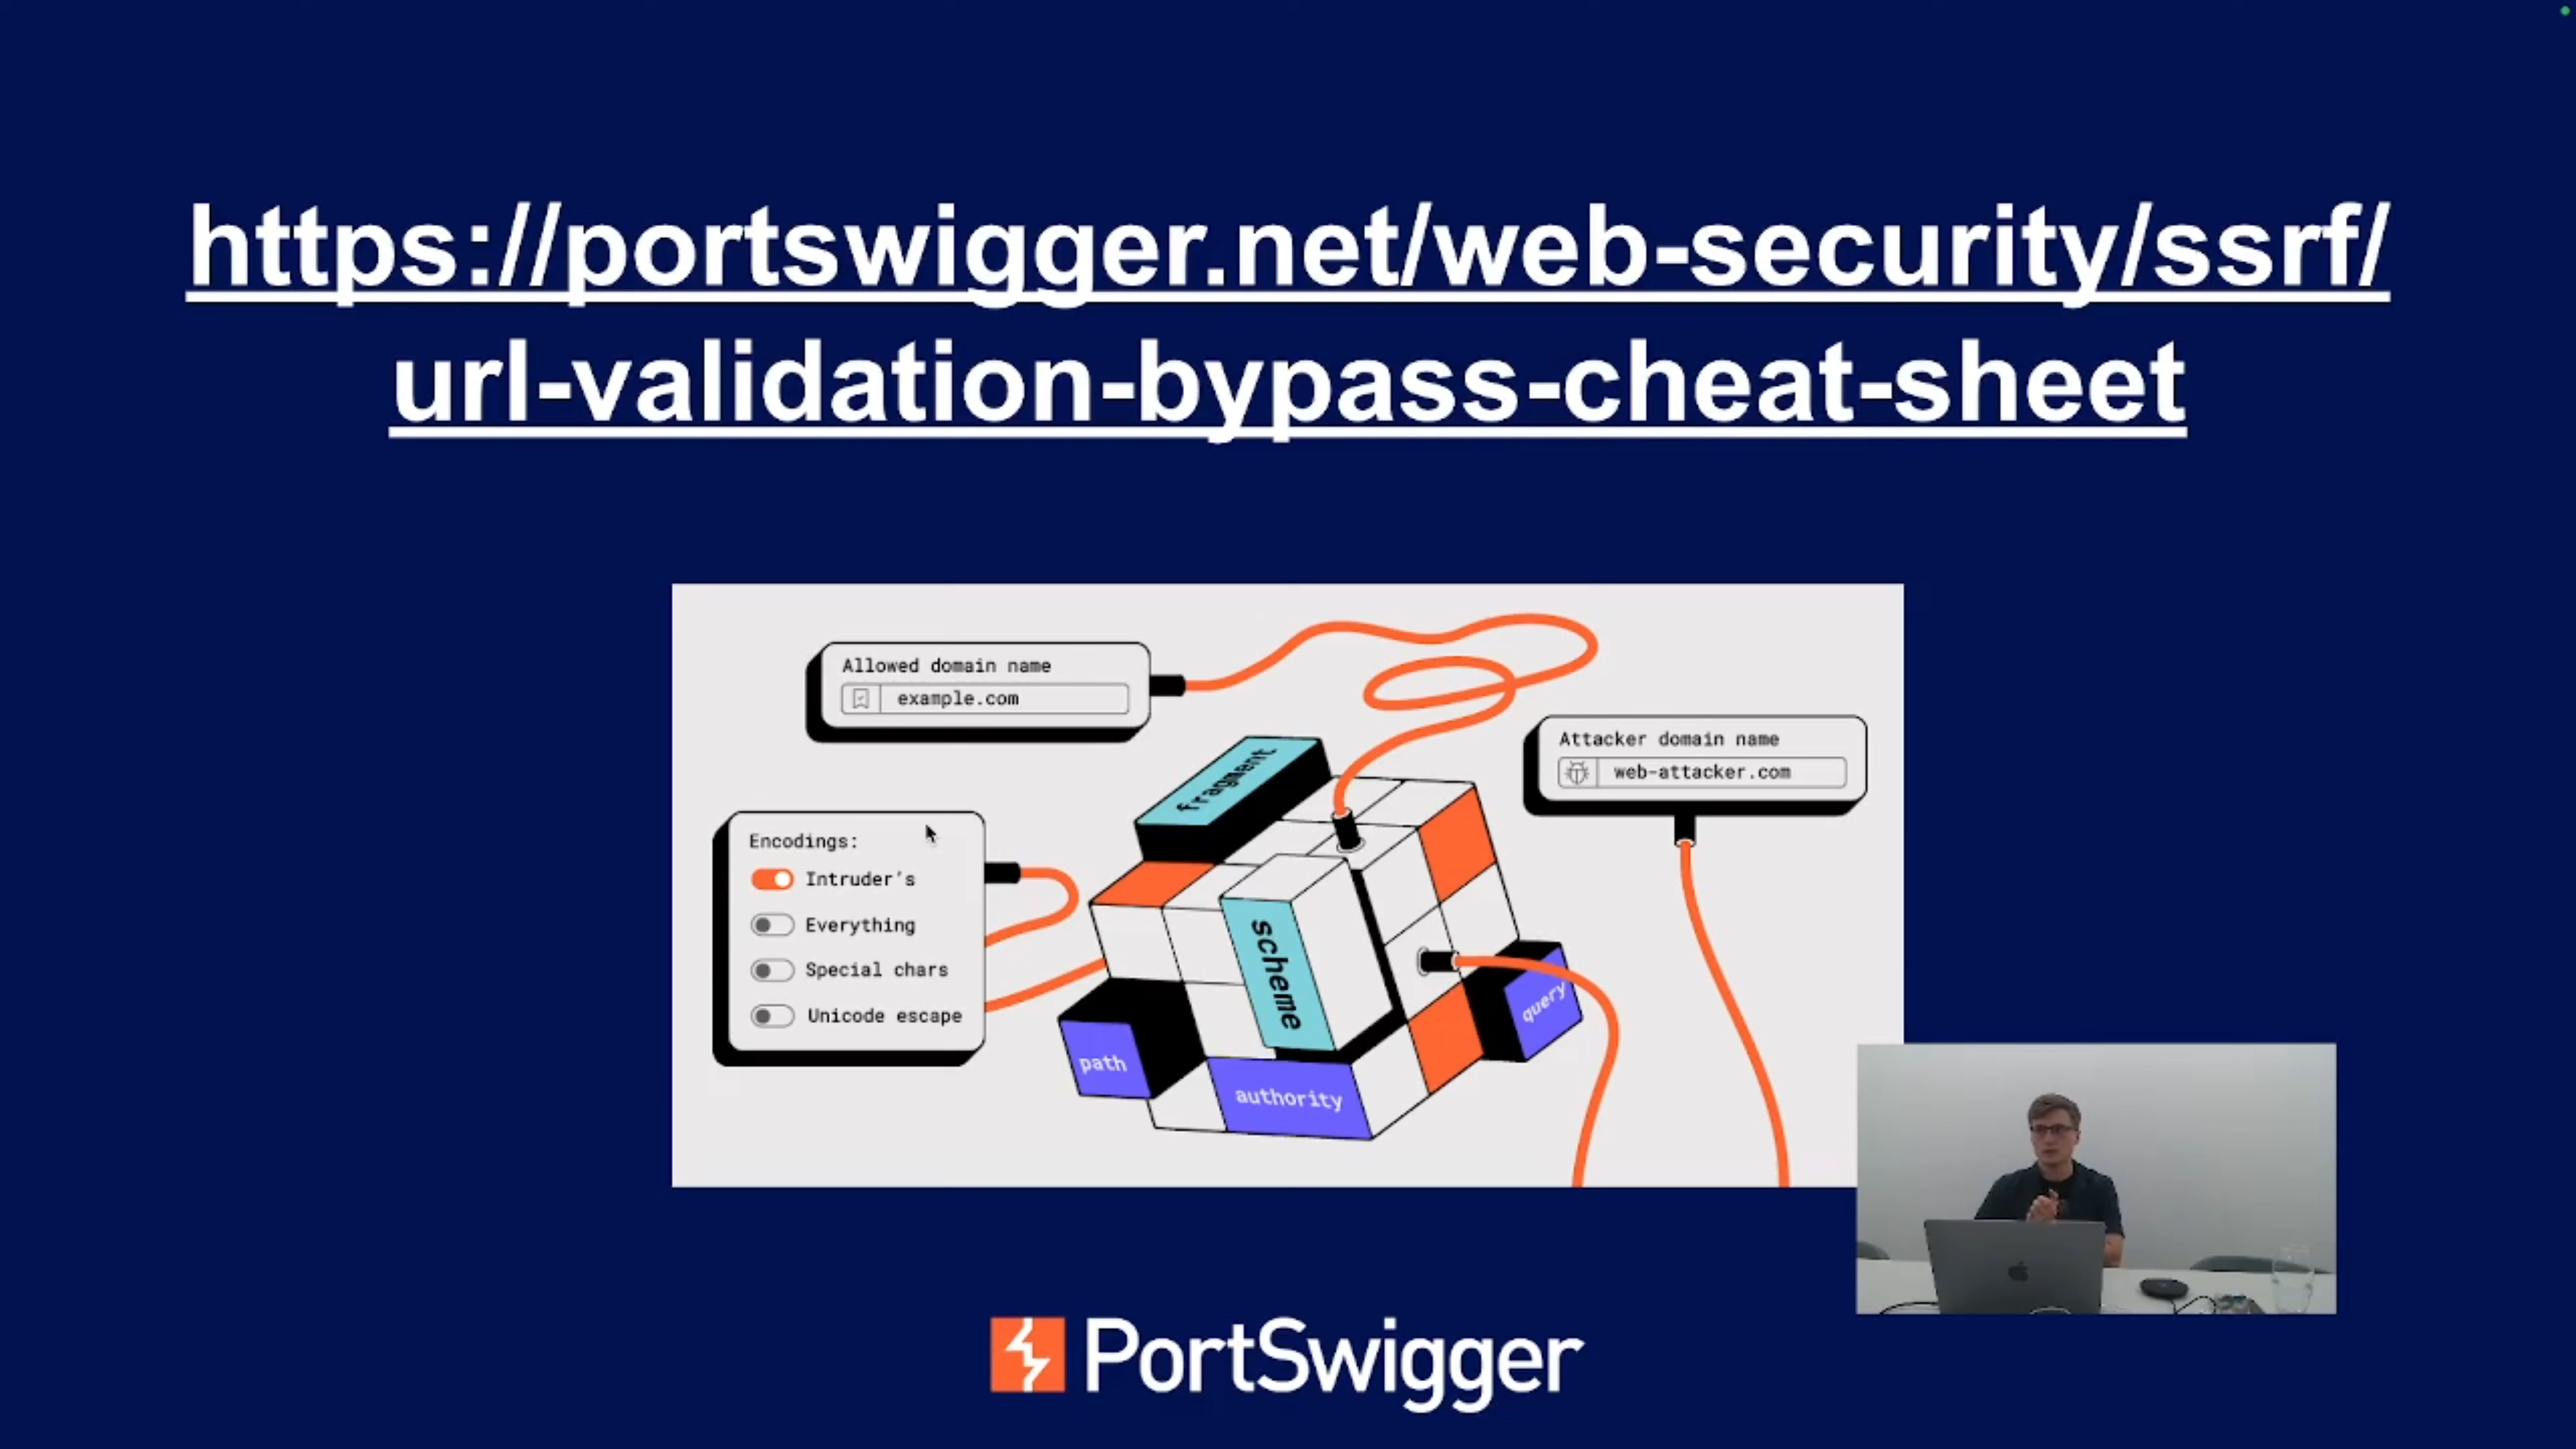 https://portswigger.net/web-security/ssrf/
url-validation-bypass-cheat-sheet
Allowed domain name
example.com
Attacker domain name
web-attacker.com
fragment
Encodings:
Intruder's
Everything
Special chars
Unicode escape
scheme
query
path
authority
PortSwigger